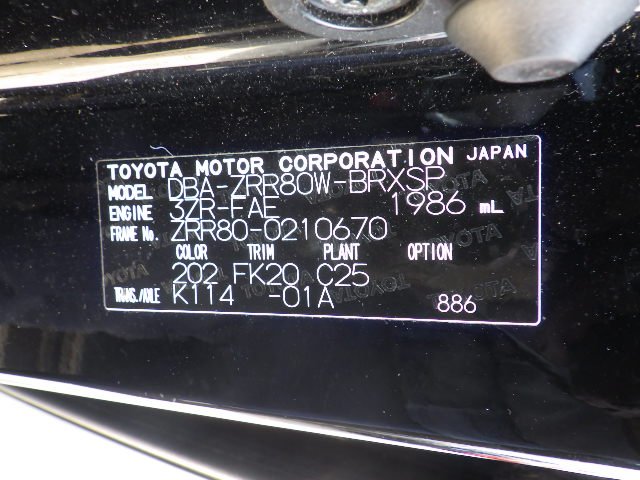 TOYOTA MOTOR CORPORATION JAPAN
MODEL DBA-ZRR80W-BRXSP
ENGINE 3ZR-FAE 1986 mL
FRAME No. ZRR80-0210670
COLOR TRIM PLANT OPTION
202 FK20 C25
TRANS./AXLE K114 -01A 886